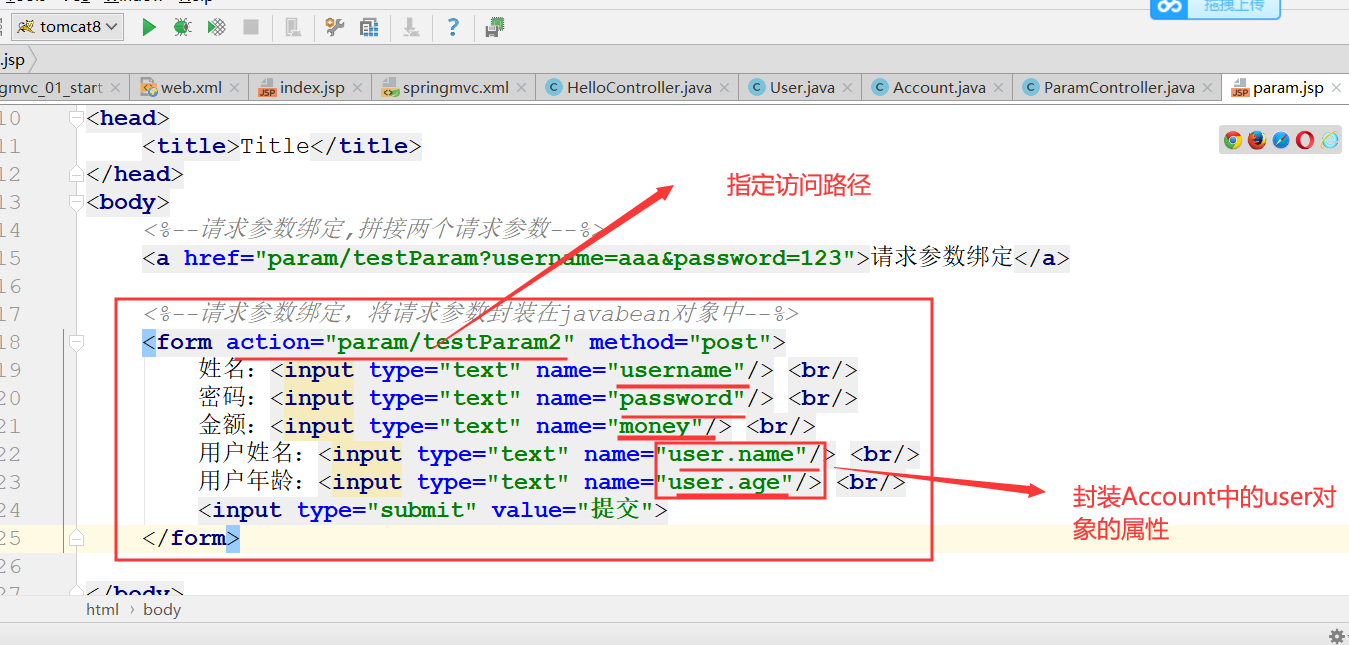 tomcat8
拖拽上传
.jsp
gmvc_01_start web.xml index.jsp springmvc.xml HelloController.java User.java Account.java ParamController.java param.jsp
10 <head>
11 <title>Title</title>
12 </head>
13 <body>
指定访问路径
14 <%--请求参数绑定,拼接两个请求参数--%>
15 <a href="param/testParam?username=aaa&password=123">请求参数绑定</a>
16
17 <%--请求参数绑定，将请求参数封装在javabean对象中--%>
18 <form action="param/testParam2" method="post">
19 姓名：<input type="text" name="username"/> <br/>
20 密码：<input type="text" name="password"/> <br/>
21 金额：<input type="text" name="money"/> <br/>
22 用户姓名：<input type="text" name="user.name"/> <br/>
23 用户年龄：<input type="text" name="user.age"/> <br/>
封装Account中的user对
象的属性
24 <input type="submit" value="提交">
25 </form>
26
27 </body>
html › body